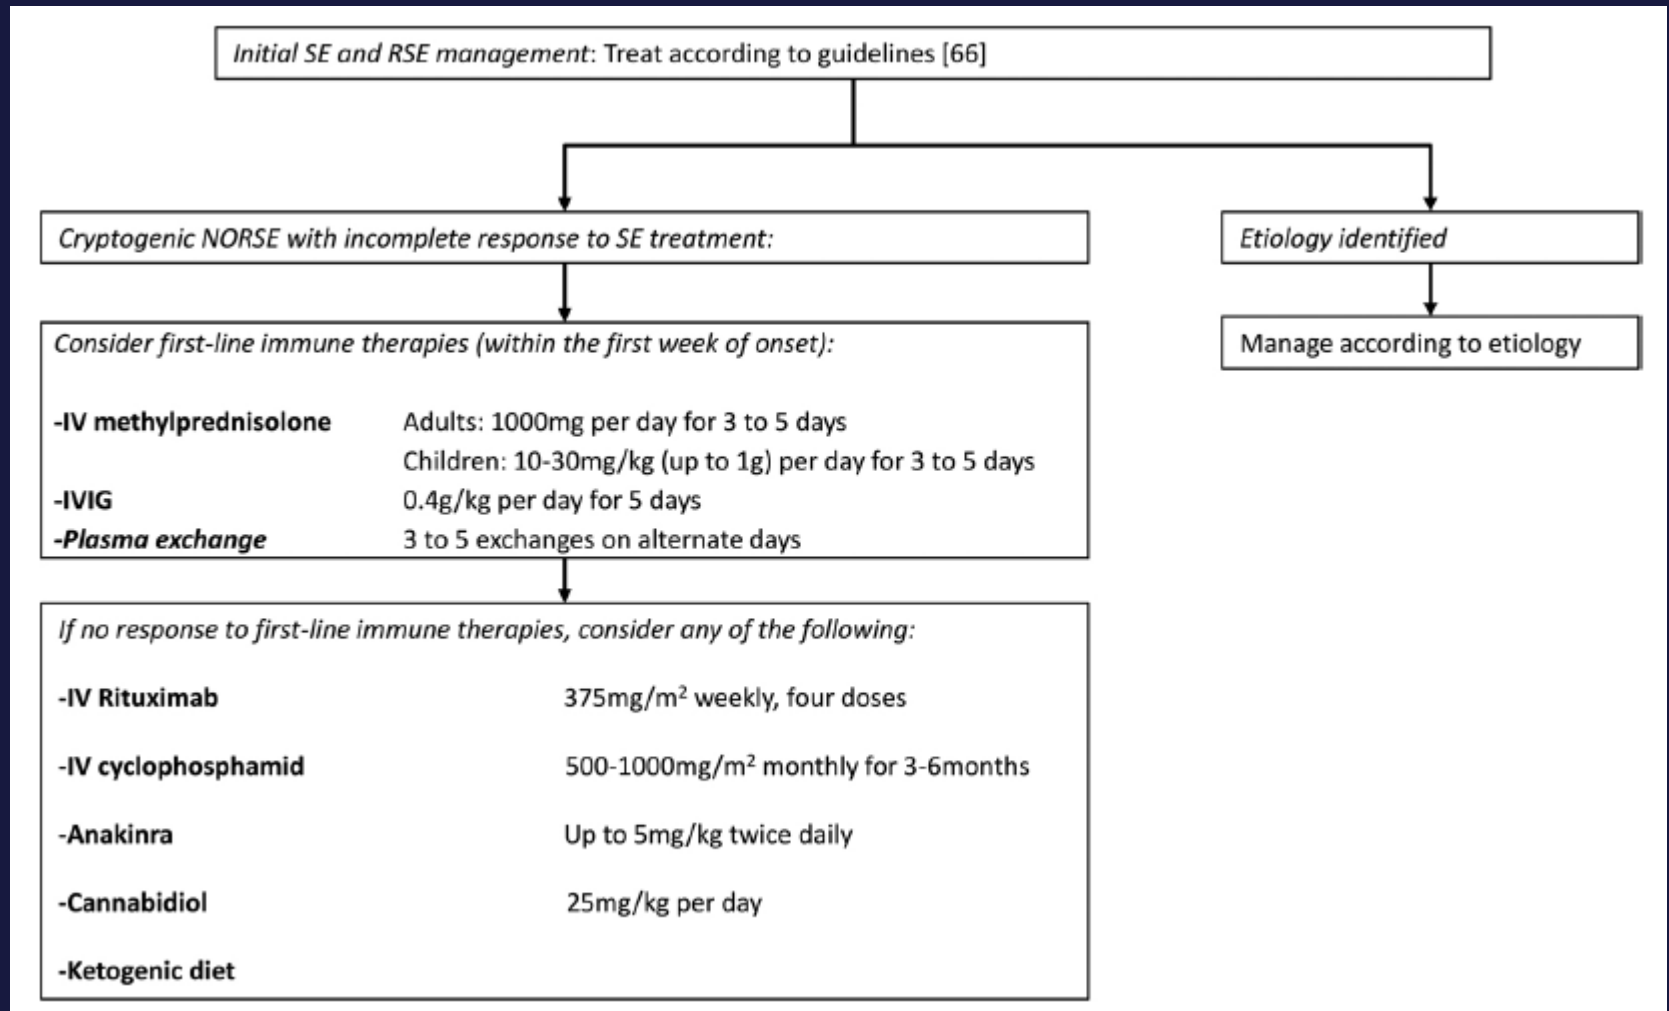 Initial SE and RSE management: Treat according to guidelines [66]
Cryptogenic NORSE with incomplete response to SE treatment:
Etiology identified
Consider first-line immune therapies (within the first week of onset):
Manage according to etiology
-IV methylprednisolone Adults: 1000mg per day for 3 to 5 days
Children: 10-30mg/kg (up to 1g) per day for 3 to 5 days
-IVIG 0.4g/kg per day for 5 days
-Plasma exchange 3 to 5 exchanges on alternate days
If no response to first-line immune therapies, consider any of the following:
-IV Rituximab 375mg/m² weekly, four doses
-IV cyclophosphamid 500-1000mg/m² monthly for 3-6months
-Anakinra Up to 5mg/kg twice daily
-Cannabidiol 25mg/kg per day
-Ketogenic diet